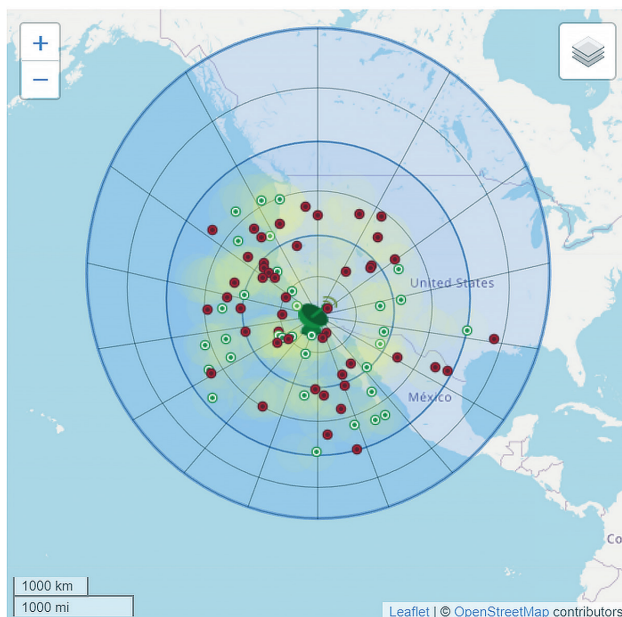 +
−
United States
México
Co
1000 km
1000 mi
Leaflet | © OpenStreetMap contributors